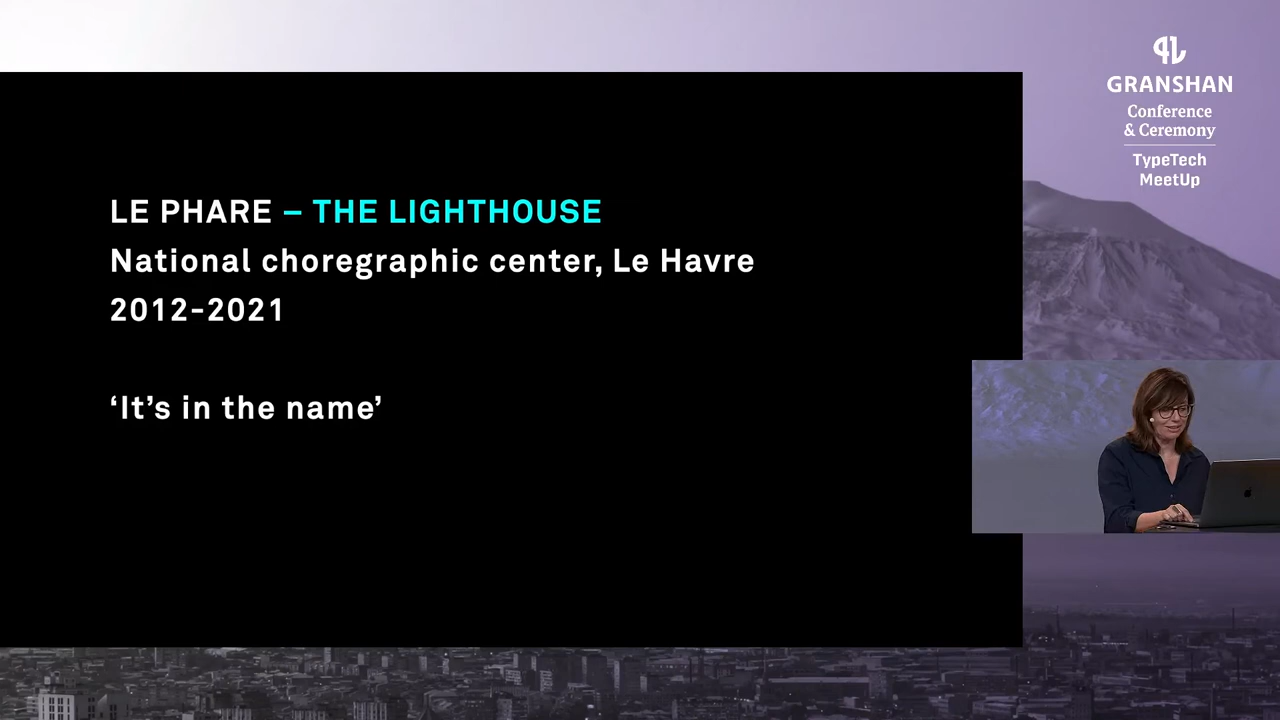 LE PHARE – THE LIGHTHOUSE
National choregraphic center, Le Havre
2012-2021
‘It’s in the name’
GRANSHAN
Conference
& Ceremony
TypeTech
MeetUp